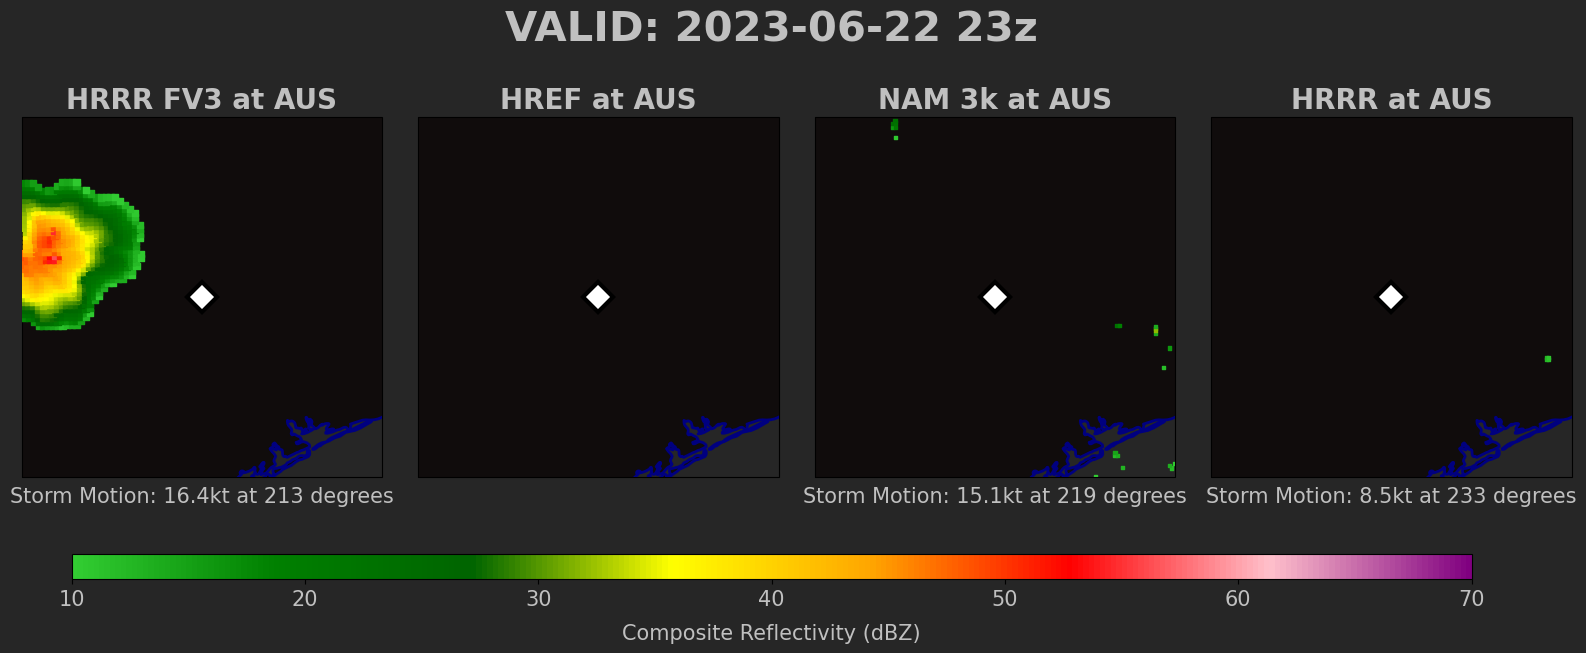 VALID: 2023-06-22 23z
HRRR FV3 at AUS
HREF at AUS
NAM 3k at AUS
HRRR at AUS
Storm Motion: 16.4kt at 213 degrees
Storm Motion: 15.1kt at 219 degrees
Storm Motion: 8.5kt at 233 degrees
10 20 30 40 50 60 70
Composite Reflectivity (dBZ)